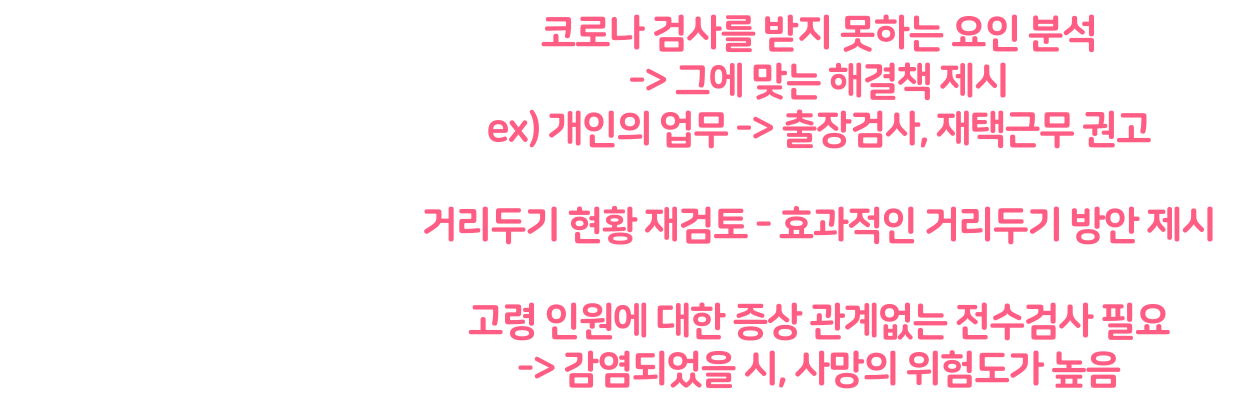 코로나 검사를 받지 못하는 요인 분석
-> 그에 맞는 해결책 제시
ex) 개인의 업무 -> 출장검사, 재택근무 권고
거리두기 현황 재검토 - 효과적인 거리두기 방안 제시
고령 인원에 대한 증상 관계없는 전수검사 필요
-> 감염되었을 시, 사망의 위험도가 높음